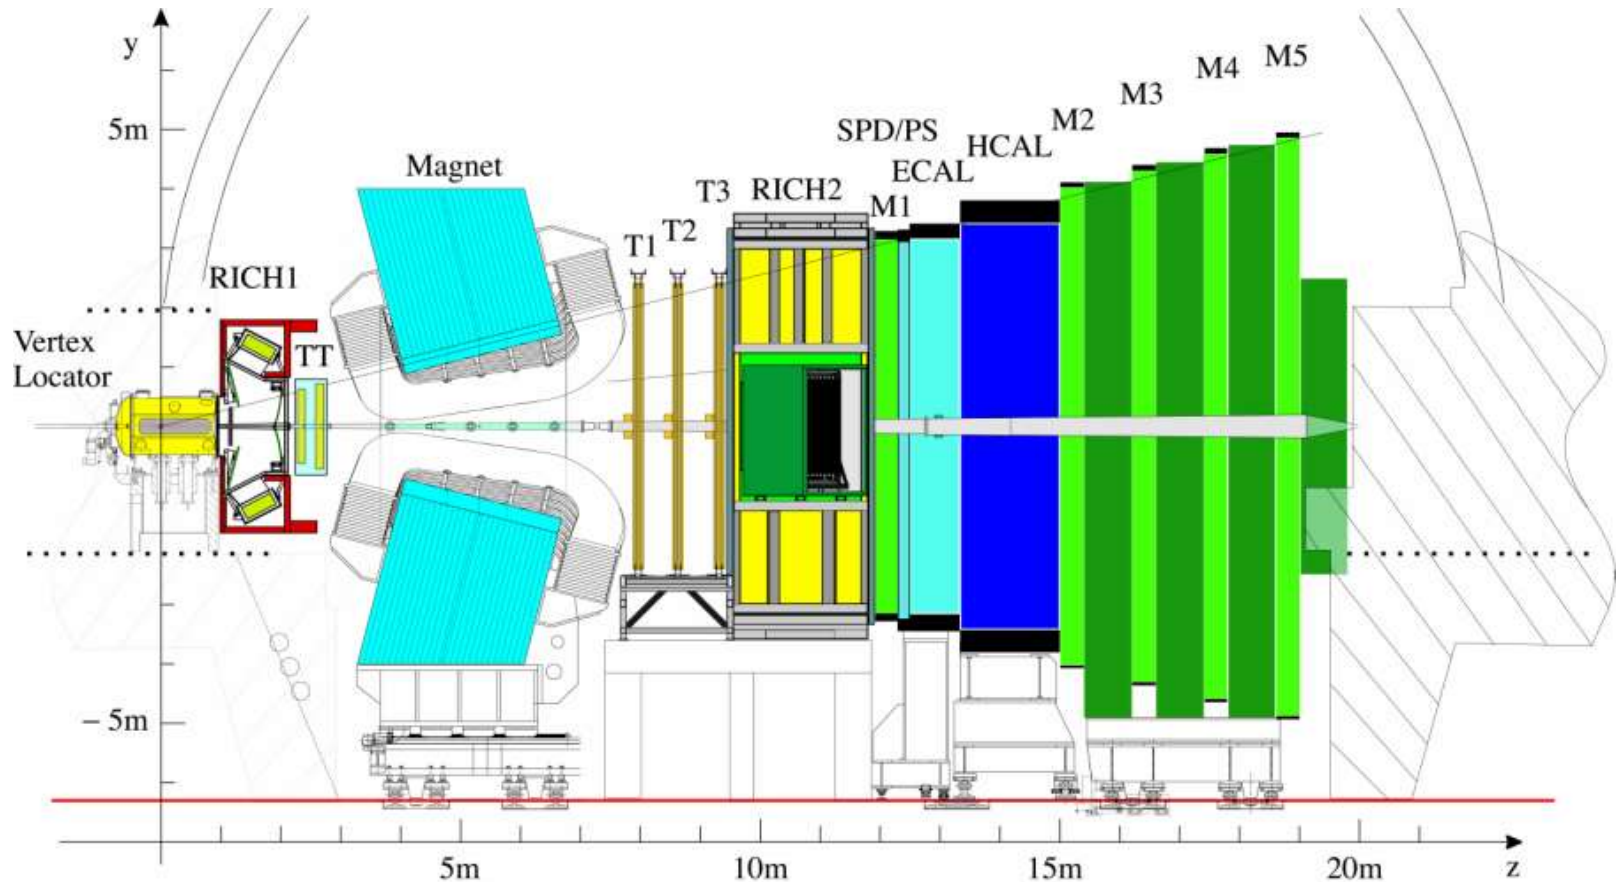 y
5m
Magnet
RICH1
Vertex
Locator
TT
T1
T2
T3
RICH2
SPD/PS
M1
ECAL
HCAL
M2
M3
M4
M5
− 5m
5m
10m
15m
20m
z